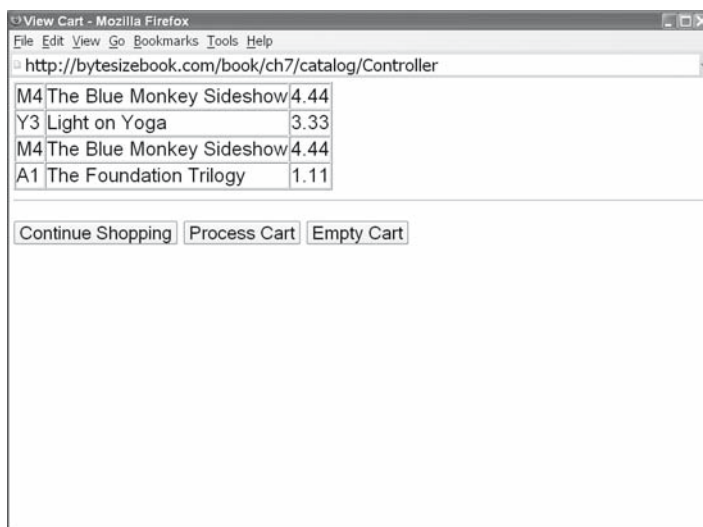 View Cart - Mozilla Firefox
File Edit View Go Bookmarks Tools Help
http://bytesizebook.com/book/ch7/catalog/Controller
M4 The Blue Monkey Sideshow 4.44
Y3 Light on Yoga 3.33
M4 The Blue Monkey Sideshow 4.44
A1 The Foundation Trilogy 1.11
Continue Shopping Process Cart Empty Cart